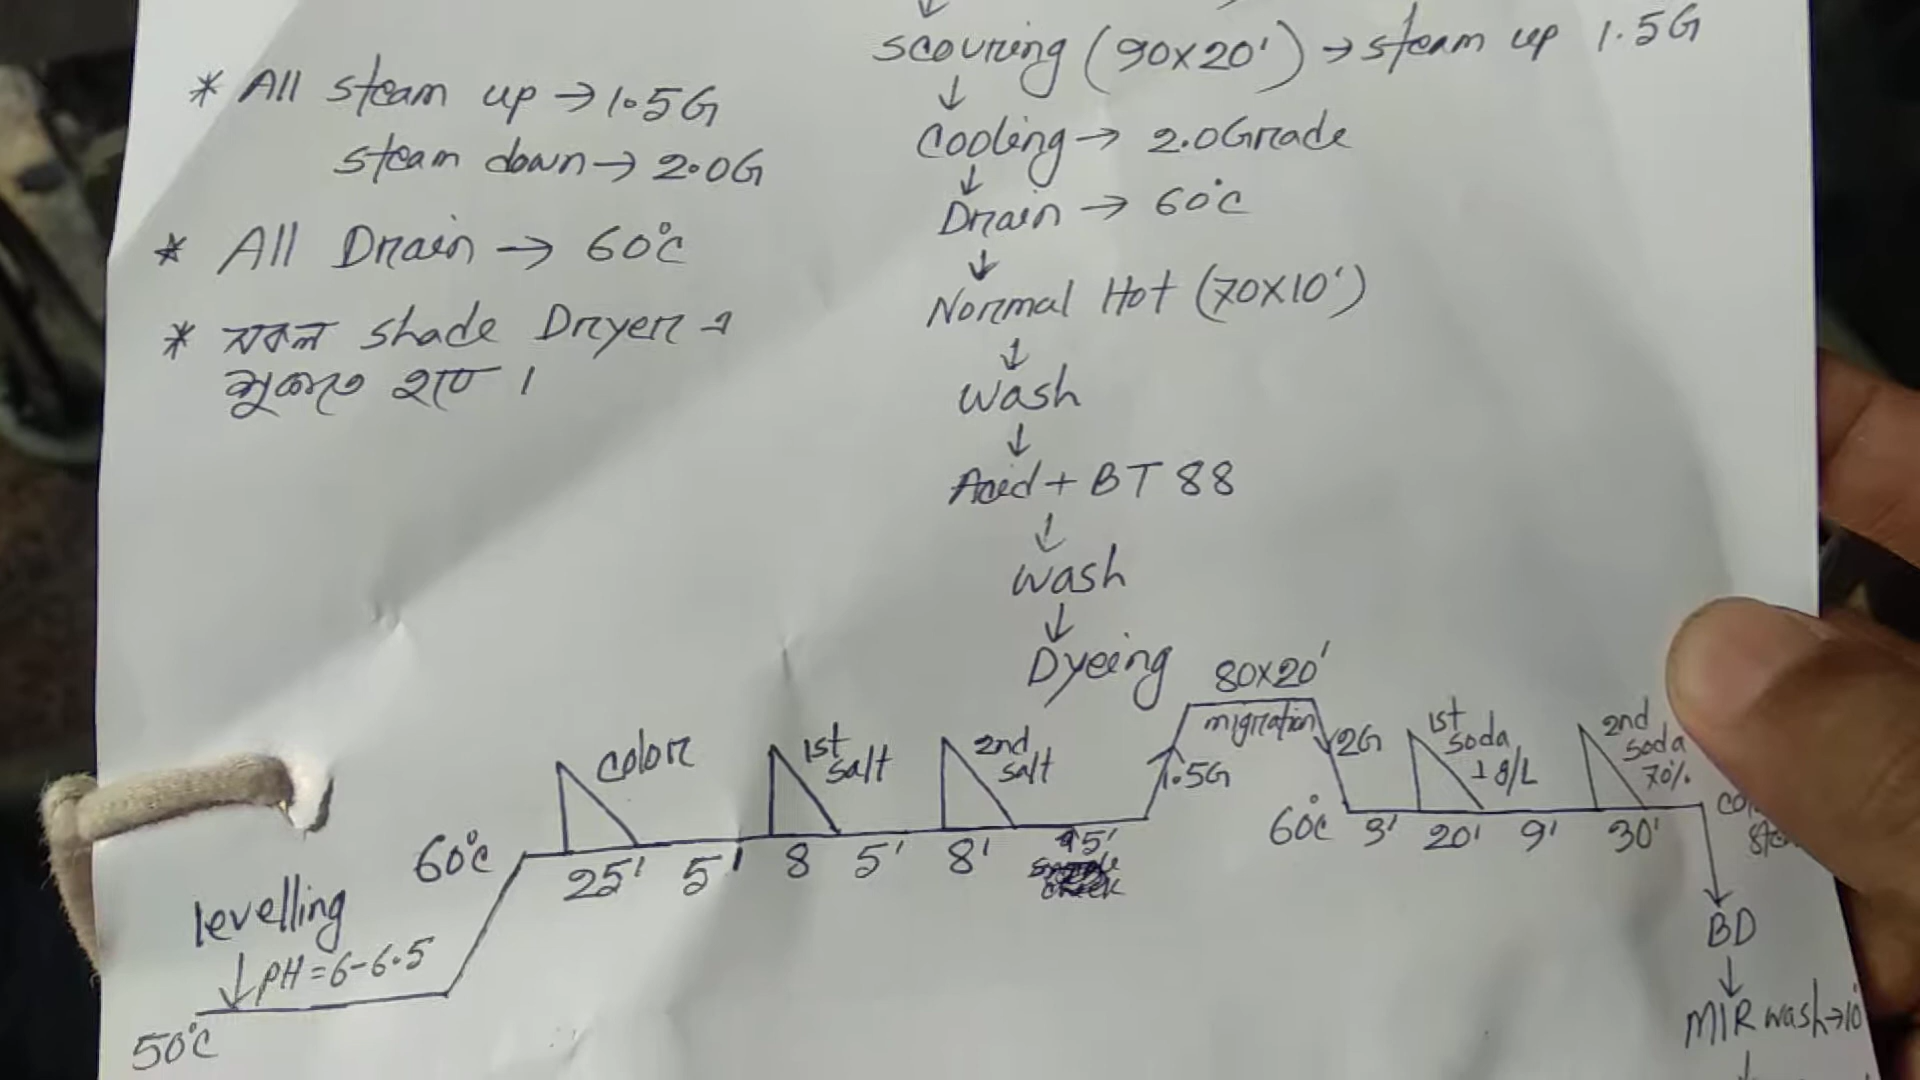 * All steam up → 1.5G
steam down → 2.0G
* All Drain → 60°C
* সকল shade Dryer এ
শুকাতে হবে ।
↓
Scouring (90x20') → steam up 1.5G
↓
Cooling → 2.0Grade
↓
Drain → 60°C
↓
Normal Hot (70x10')
↓
Wash
↓
Acid + BT 88
↓
Wash
↓
Dyeing
80x20'
migration
color
1st salt
2nd salt
1.5G
2G
1st soda 1 g/L
2nd soda 70%
60°C
25' 5' 8 5' 8'
60°C 3' 20' 9' 30'
levelling
↓ PH=6-6.5
50°C
BD
↓
MIR wash→10
↓